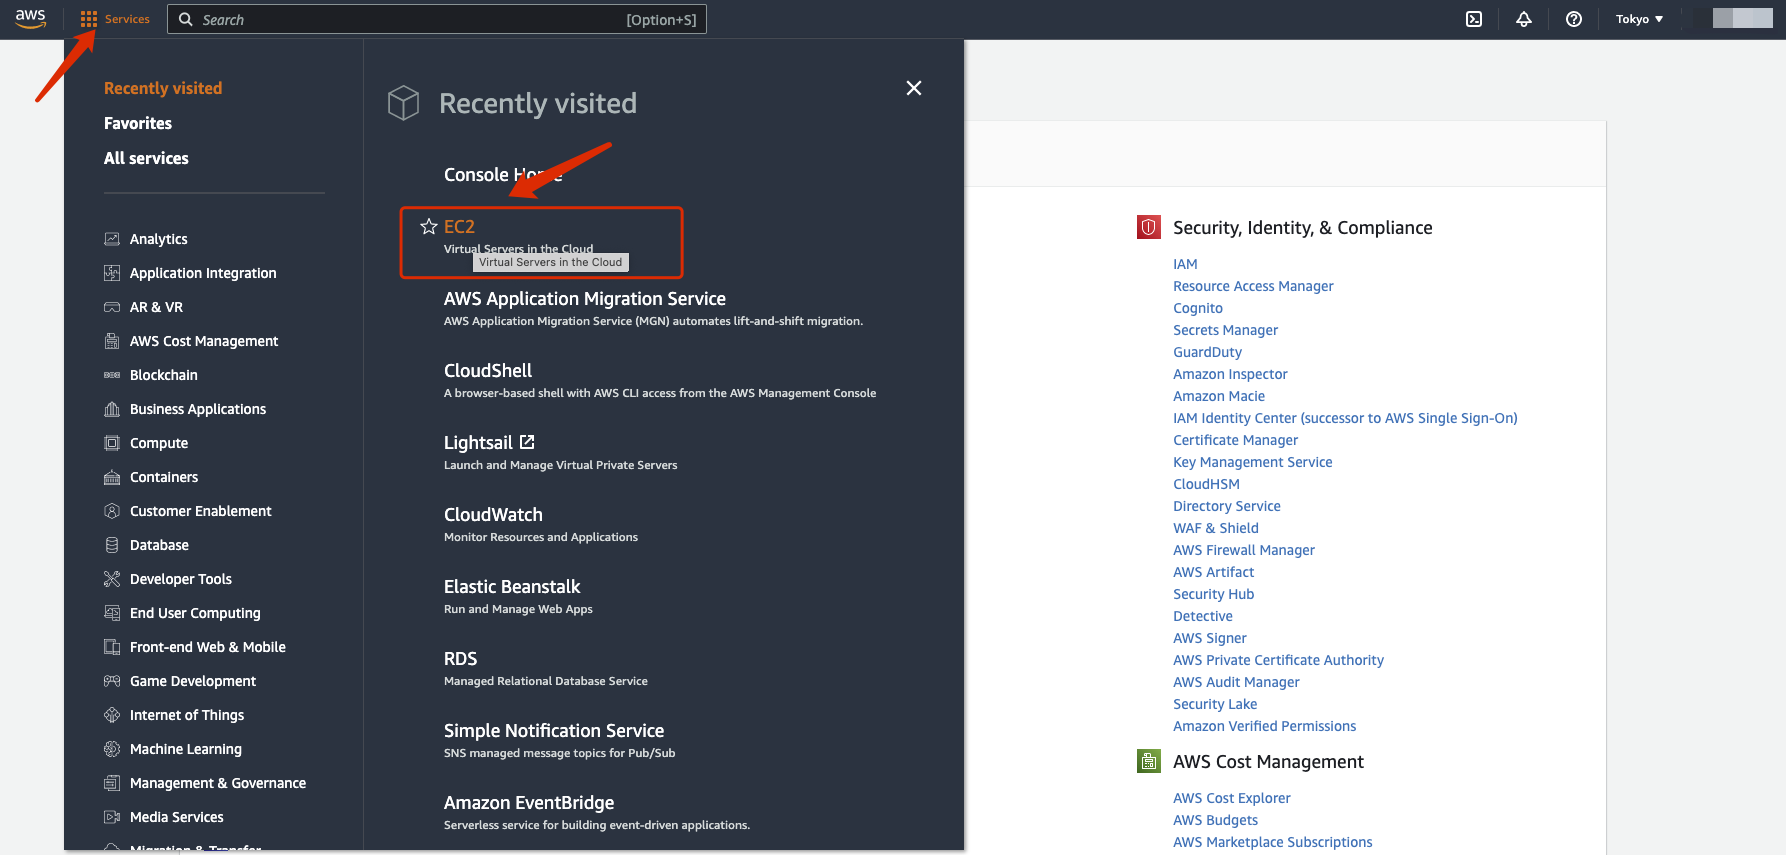 aws
Services
Search
[Option+S]
Tokyo
Recently visited
Favorites
All services
Analytics
Application Integration
AR & VR
AWS Cost Management
Blockchain
Business Applications
Compute
Containers
Customer Enablement
Database
Developer Tools
End User Computing
Front-end Web & Mobile
Game Development
Internet of Things
Machine Learning
Management & Governance
Media Services
Migration & Transfer
Recently visited
Console Home
EC2
Virtual Servers in the Cloud
Virtual Servers in the Cloud
AWS Application Migration Service
AWS Application Migration Service (MGN) automates lift-and-shift migration.
CloudShell
A browser-based shell with AWS CLI access from the AWS Management Console
Lightsail
Launch and Manage Virtual Private Servers
CloudWatch
Monitor Resources and Applications
Elastic Beanstalk
Run and Manage Web Apps
RDS
Managed Relational Database Service
Simple Notification Service
SNS managed message topics for Pub/Sub
Amazon EventBridge
Serverless service for building event-driven applications.
Security, Identity, & Compliance
IAM
Resource Access Manager
Cognito
Secrets Manager
GuardDuty
Amazon Inspector
Amazon Macie
IAM Identity Center (successor to AWS Single Sign-On)
Certificate Manager
Key Management Service
CloudHSM
Directory Service
WAF & Shield
AWS Firewall Manager
AWS Artifact
Security Hub
Detective
AWS Signer
AWS Private Certificate Authority
AWS Audit Manager
Security Lake
Amazon Verified Permissions
AWS Cost Management
AWS Cost Explorer
AWS Budgets
AWS Marketplace Subscriptions